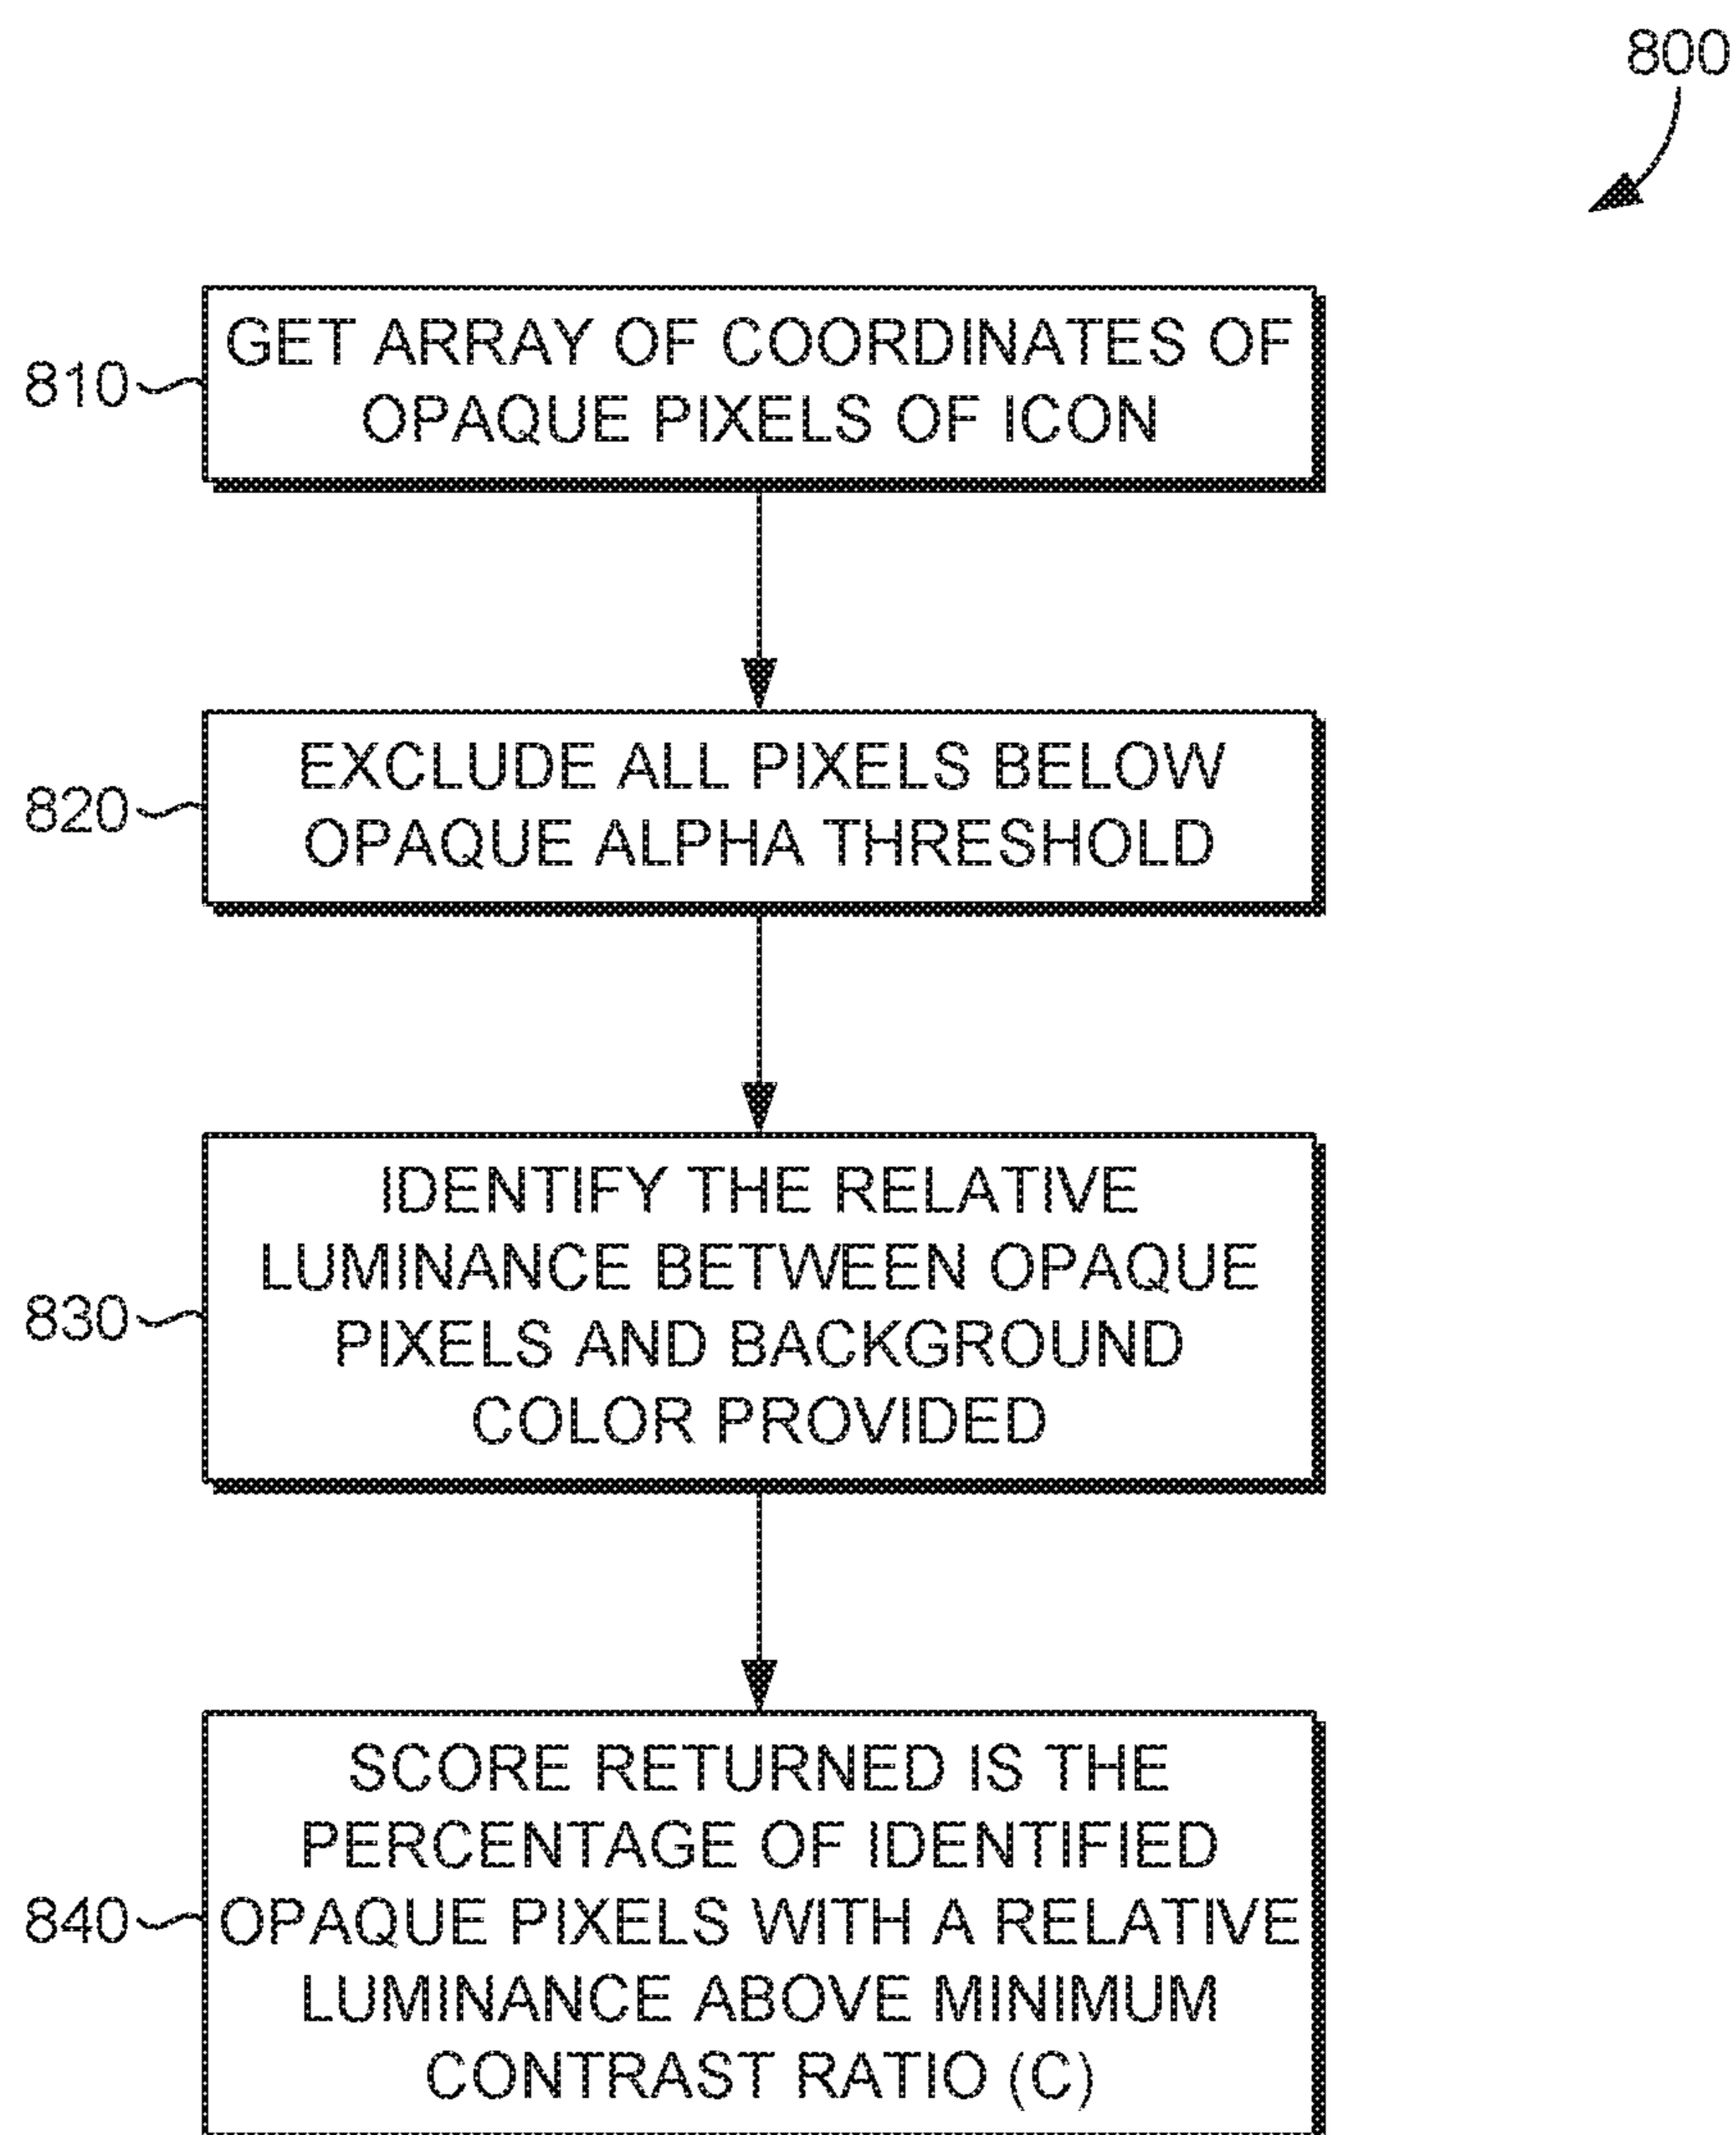 800
810
GET ARRAY OF COORDINATES OF
OPAQUE PIXELS OF ICON
820
EXCLUDE ALL PIXELS BELOW
OPAQUE ALPHA THRESHOLD
830
IDENTIFY THE RELATIVE
LUMINANCE BETWEEN OPAQUE
PIXELS AND BACKGROUND
COLOR PROVIDED
840
SCORE RETURNED IS THE
PERCENTAGE OF IDENTIFIED
OPAQUE PIXELS WITH A RELATIVE
LUMINANCE ABOVE MINIMUM
CONTRAST RATIO (C)